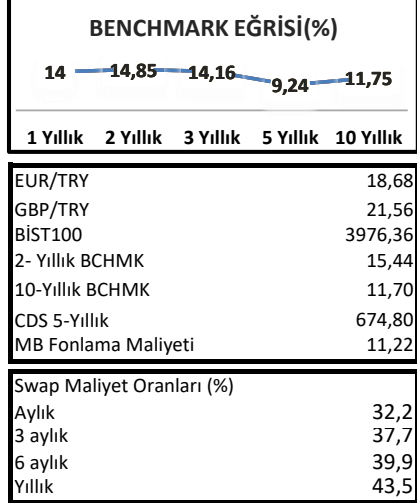 BENCHMARK EĞRİSİ(%)
14 14,85 14,16 9,24 11,75
1 Yıllık 2 Yıllık 3 Yıllık 5 Yıllık 10 Yıllık
EUR/TRY 18,68
GBP/TRY 21,56
BİST100 3976,36
2- Yıllık BCHMK 15,44
10-Yıllık BCHMK 11,70
CDS 5-Yıllık 674,80
MB Fonlama Maliyeti 11,22
Swap Maliyet Oranları (%)
Aylık 32,2
3 aylık 37,7
6 aylık 39,9
Yıllık 43,5